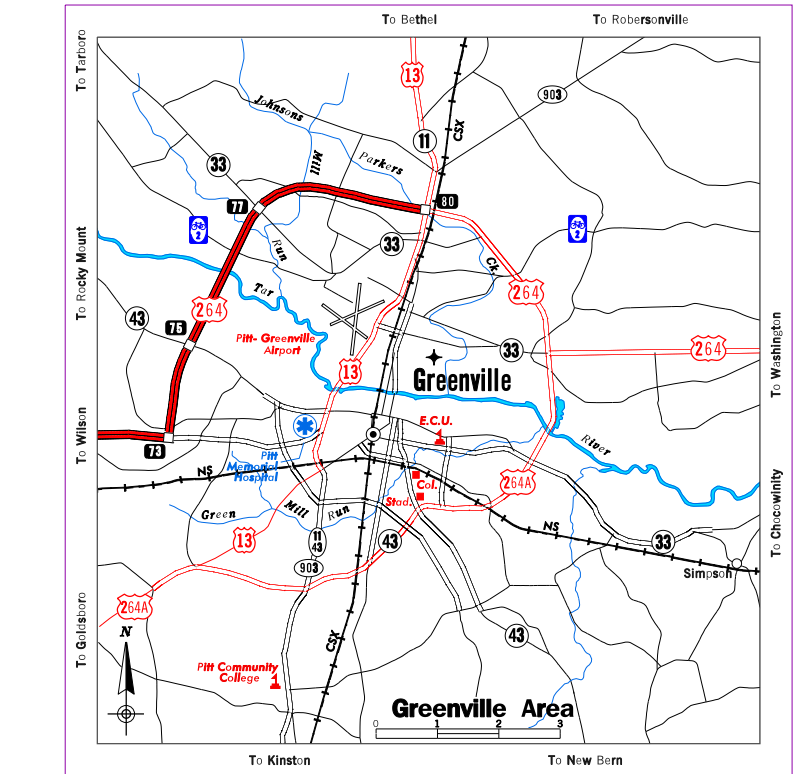 To Bethel
To Robersonville
To Tarboro
13
903
Johnsons
11
CSX
33
Mill
Parkers
77
80
2
2
33
Run
Ck.
To Rocky Mount
Tar
264
264
43
75
Pitt- Greenville
Airport
33
264
To Washington
13
Greenville
To Wilson
E.C.U.
73
River
Pitt
Memorial
Hospital
NS
Col.
264A
Stad.
To Chocowinity
Green
Mill
Run
NS
13
11
43
43
33
903
Simpson
264A
To Goldsboro
N
CSX
43
Pitt Community
College
1
Greenville Area
0
1
2
3
To Kinston
To New Bern